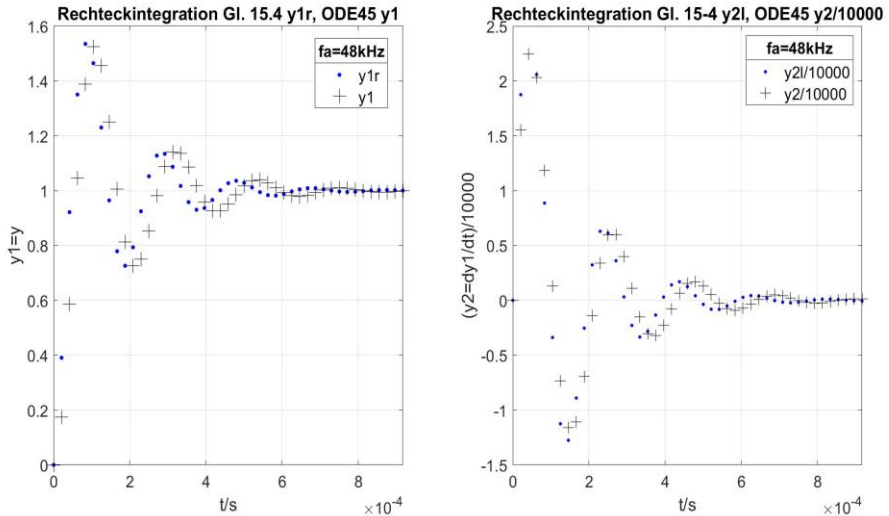 Rechteckintegration Gl. 15.4 y1r, ODE45 y1
1.6
1.4
1.2
1
0.8
0.6
0.4
0.2
0
y1=y
fa=48kHz
y1r
y1
0 2 4 6 8
×10⁻⁴
t/s
Rechteckintegration Gl. 15-4 y2l, ODE45 y2/10000
2.5
2
1.5
1
0.5
0
-0.5
-1
-1.5
(y2=dy1/dt)/10000
fa=48kHz
y2l/10000
y2/10000
0 2 4 6 8
×10⁻⁴
t/s